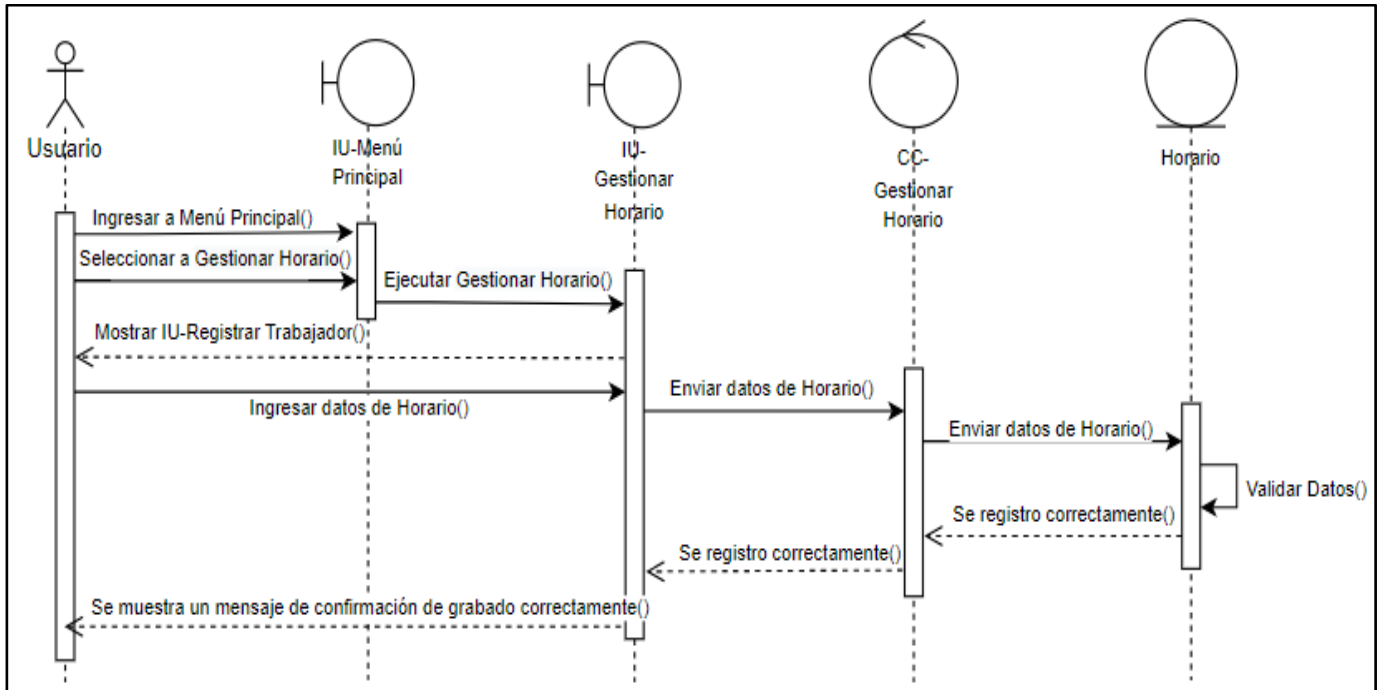 Usuario
IU-Menú
Principal
IU-
Gestionar
Horario
CC-
Gestionar
Horario
Horario
Ingresar a Menú Principal()
Seleccionar a Gestionar Horario()
Ejecutar Gestionar Horario()
Mostrar IU-Registrar Trabajador()
Ingresar datos de Horario()
Enviar datos de Horario()
Enviar datos de Horario()
Validar Datos()
Se registro correctamente()
Se registro correctamente()
Se muestra un mensaje de confirmación de grabado correctamente()